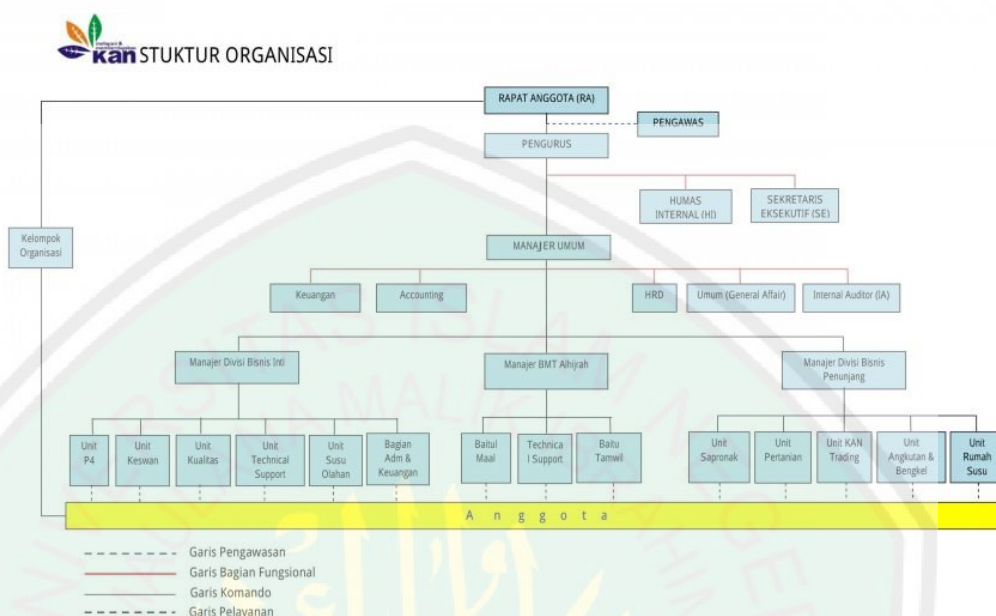 kan STUKTUR ORGANISASI
RAPAT ANGGOTA (RA)
PENGAWAS
PENGURUS
HUMAS
INTERNAL (HI)
SEKRETARIS
EKSEKUTIF (SE)
Kelompok
Organisasi
MANAJER UMUM
Keuangan
Accounting
HRD
Umum (General Affair)
Internal Auditor (IA)
Manajer Divisi Bisnis Inti
Manajer BMT Alhijrah
Manajer Divisi Bisnis
Penunjang
Unit
P4
Unit
Keswan
Unit
Kualitas
Unit
Technical
Support
Unit
Susu
Olahan
Bagian
Adm &
Keuangan
Baitul
Maal
Technica
l Support
Baitu
Tamwil
Unit
Sapronak
Unit
Pertanian
Unit KAN
Trading
Unit
Angkutan &
Bengkel
Unit
Rumah
Susu
A n g g o t a
Garis Pengawasan
Garis Bagian Fungsional
Garis Komando
Garis Pelayanan